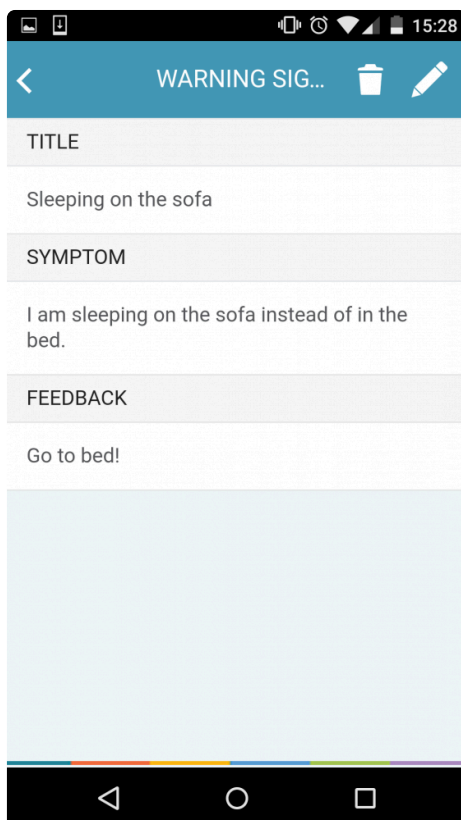 15:28
WARNING SIG...
TITLE
Sleeping on the sofa
SYMPTOM
I am sleeping on the sofa instead of in the
bed.
FEEDBACK
Go to bed!